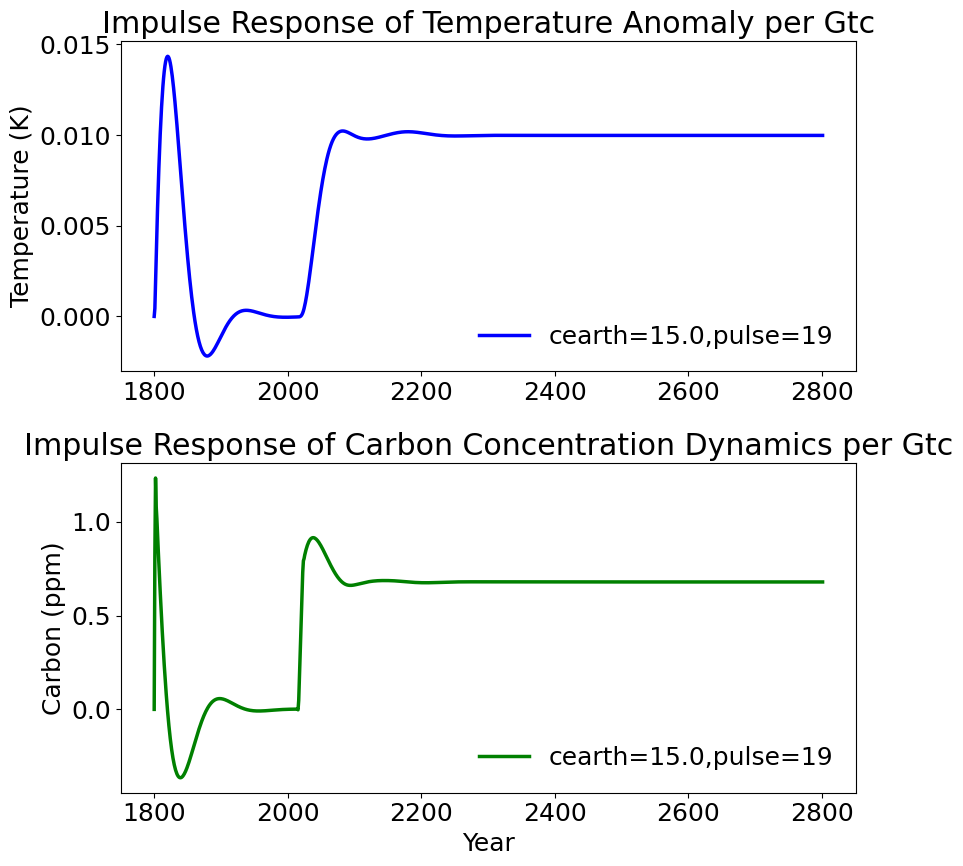 Impulse Response of Temperature Anomaly per Gtc
Temperature (K)
0.015
0.010
0.005
0.000
cearth=15.0,pulse=19
1800 2000 2200 2400 2600 2800
Impulse Response of Carbon Concentration Dynamics per Gtc
Carbon (ppm)
1.0
0.5
0.0
cearth=15.0,pulse=19
1800 2000 2200 2400 2600 2800
Year